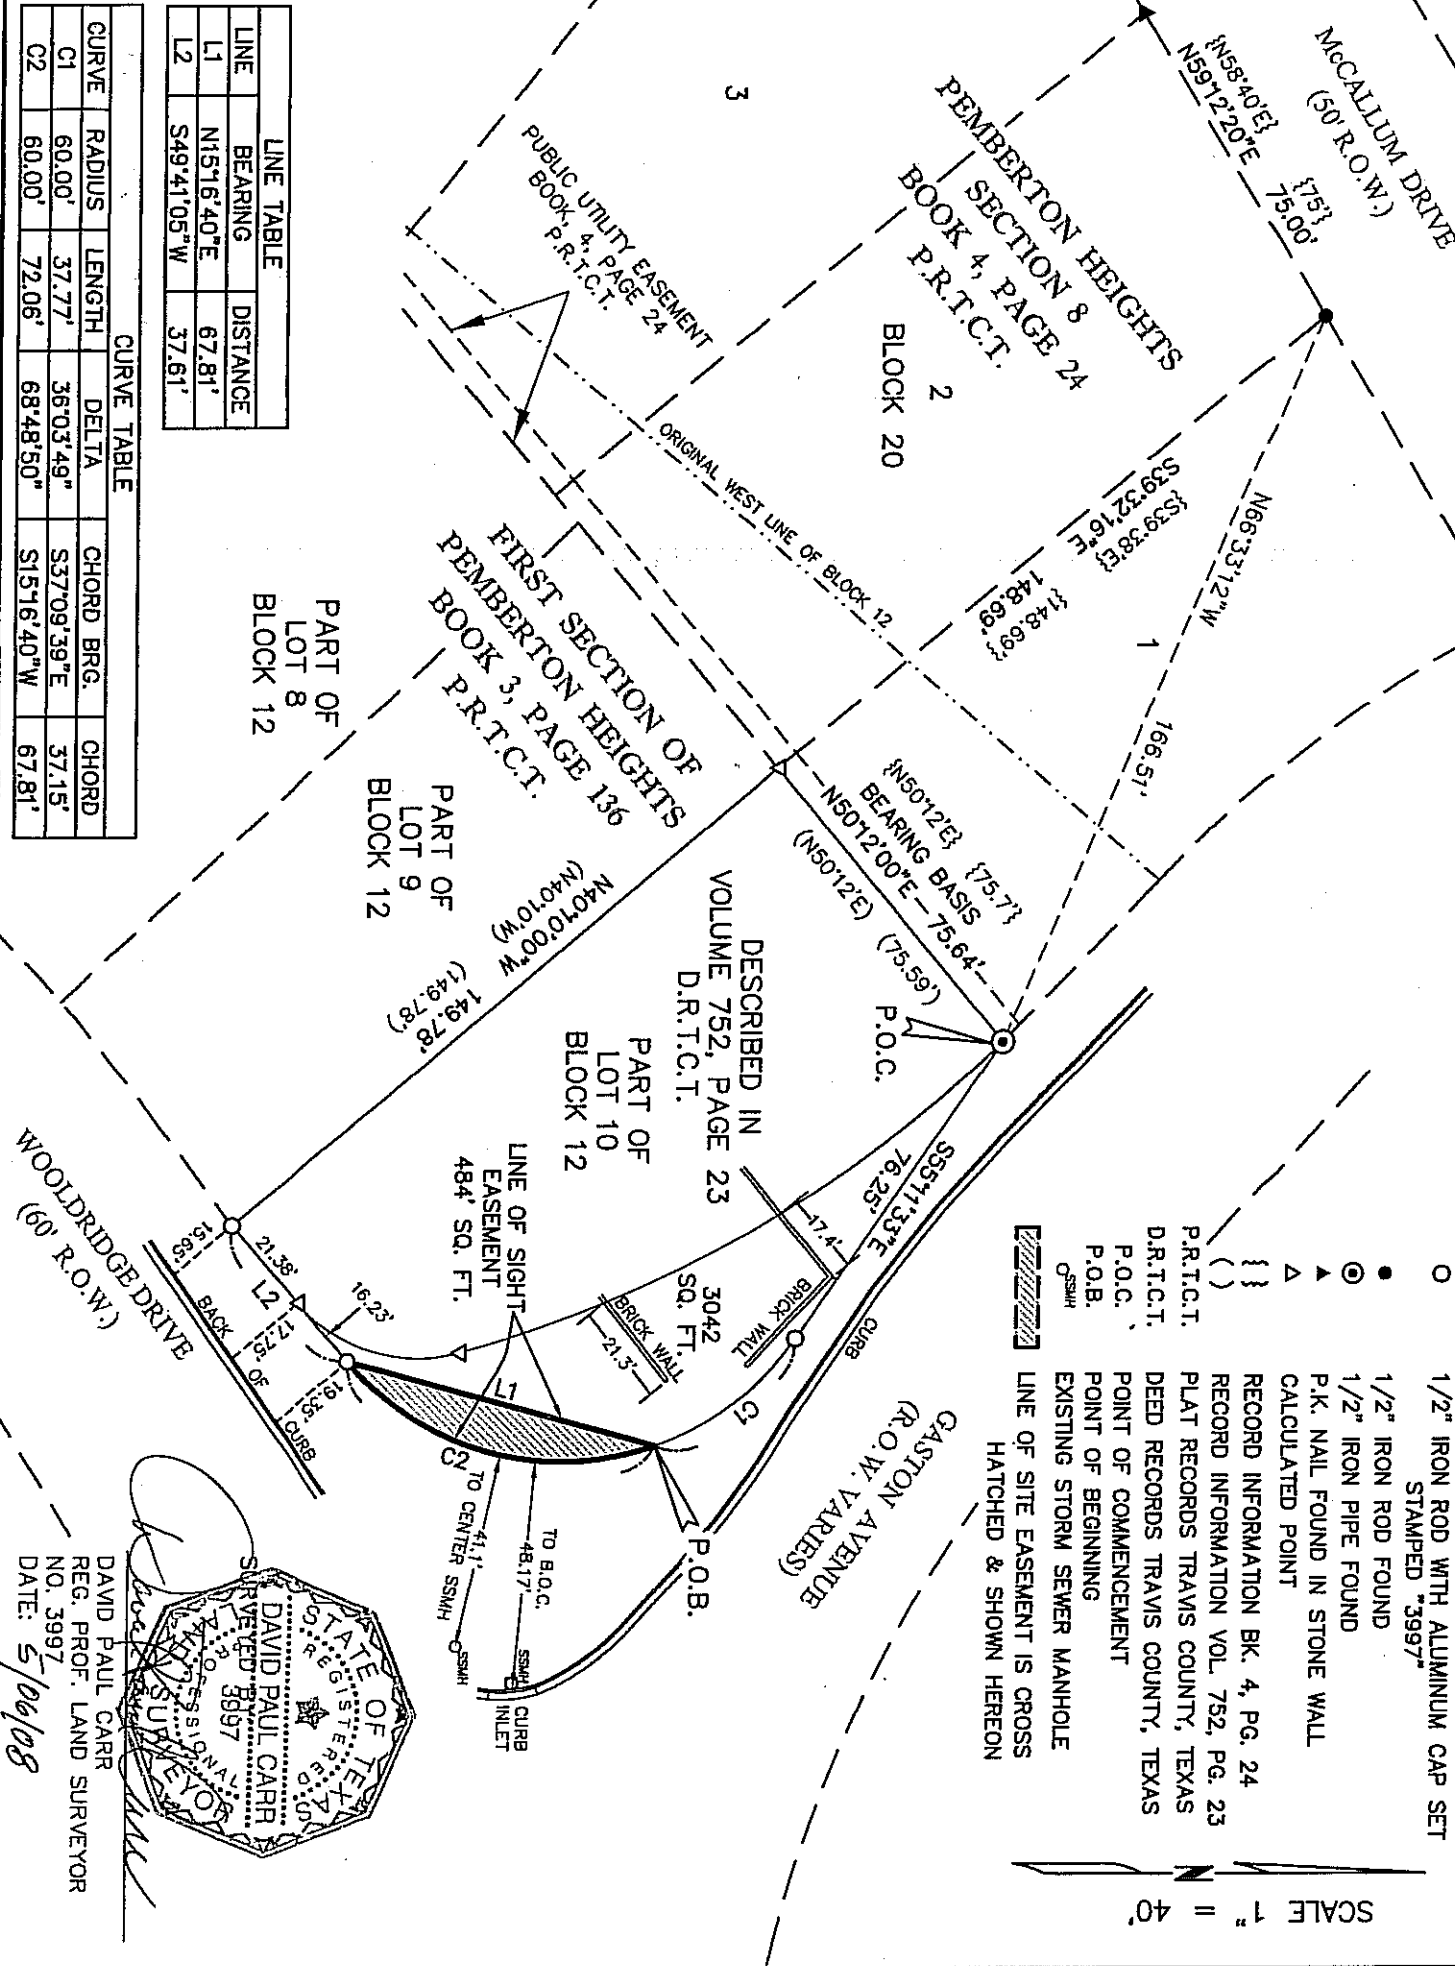 McCALLUM DRIVE
(50' R.O.W.)
{N58°40'E}
{75'}
N59°12'20"E
75.00'
PEMBERTON HEIGHTS
SECTION 8
BOOK 4, PAGE 24
P.R.T.C.T.
3
2
BLOCK 20
1
N66°33'12"W
166.51'
{S39°38'E}
{148.69'}
S39°32'16"E
148.69'
PUBLIC UTILITY EASEMENT
BOOK, 4, PAGE 24
P.R.T.C.T.
ORIGINAL WEST LINE OF BLOCK 12
{N50°12'E}
{75.7'}
BEARING BASIS
N50°12'00"E – 75.64'
(N50°12'E)
(75.59')
P.O.C.
FIRST SECTION OF
PEMBERTON HEIGHTS
BOOK 3, PAGE 136
P.R.T.C.T.
PART OF
LOT 8
BLOCK 12
PART OF
LOT 9
BLOCK 12
N40°10'00"W
149.78'
(N40°10'W)
(149.78')
DESCRIBED IN
VOLUME 752, PAGE 23
D.R.T.C.T.
PART OF
LOT 10
BLOCK 12
LINE OF SIGHT
EASEMENT
484' SQ. FT.
3042
SQ. FT.
S55°11'33"E
76.25'
17.4'
BRICK WALL
BRICK WALL
21.3'
CURB
C1
L1
C2
L2
21.38'
16.23'
15.65'
17.75'
19.35'
BACK OF CURB
WOOLDRIDGE DRIVE
(60' R.O.W.)
GASTON AVENUE
(R.O.W. VARIES)
P.O.B.
TO B.O.C.
48.17'
41.1'
TO CENTER SSMH
SSMH
SSMH
CURB
INLET
LINE TABLE
LINE BEARING DISTANCE
L1 N15°16'40"E 67.81'
L2 S49°41'05"W 37.61'
CURVE TABLE
CURVE RADIUS LENGTH DELTA CHORD BRG. CHORD
C1 60.00' 37.77' 36°03'49" S37°09'39"E 37.15'
C2 60.00' 72.06' 68°48'50" S15°16'40"W 67.81'
1/2" IRON ROD WITH ALUMINUM CAP SET
STAMPED "3997"
1/2" IRON ROD FOUND
1/2" IRON PIPE FOUND
P.K. NAIL FOUND IN STONE WALL
CALCULATED POINT
{ } RECORD INFORMATION BK. 4, PG. 24
( ) RECORD INFORMATION VOL. 752, PG. 23
P.R.T.C.T. PLAT RECORDS TRAVIS COUNTY, TEXAS
D.R.T.C.T. DEED RECORDS TRAVIS COUNTY, TEXAS
P.O.C. POINT OF COMMENCEMENT
P.O.B. POINT OF BEGINNING
SSMH EXISTING STORM SEWER MANHOLE
LINE OF SITE EASEMENT IS CROSS
HATCHED & SHOWN HEREON
N
SCALE 1" = 40'
STATE OF TEXAS
REGISTERED
DAVID PAUL CARR
3997
PROFESSIONAL
LAND SURVEYOR
SURVEYED BY:
DAVID PAUL CARR
REG. PROF. LAND SURVEYOR
NO. 3997
DATE: 5/06/08